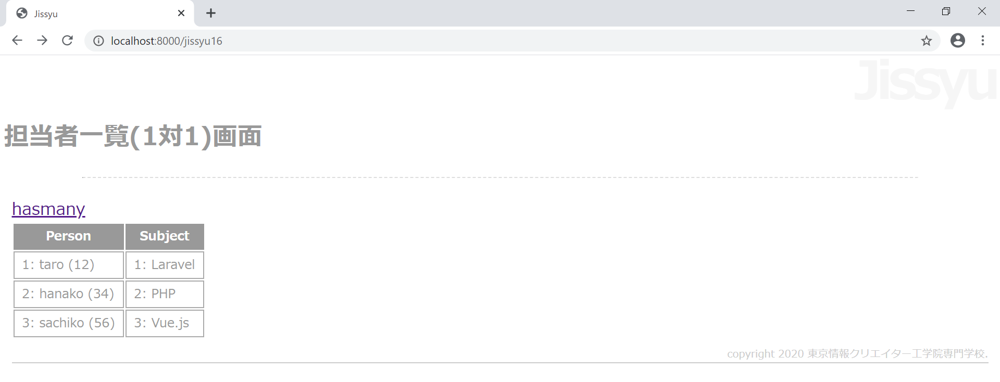 Jissyu
localhost:8000/jissyu16
Jissyu
担当者一覧(1対1)画面
hasmany
Person Subject
1: taro (12) 1: Laravel
2: hanako (34) 2: PHP
3: sachiko (56) 3: Vue.js
copyright 2020 東京情報クリエイター工学院専門学校.